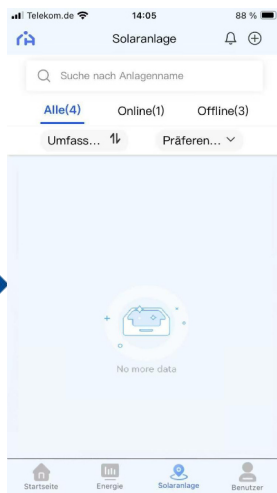 Telekom.de 14:05 88 %
Solaranlage
Suche nach Anlagenname
Alle(4) Online(1) Offline(3)
Umfass... Präferen...
No more data
Startseite Energie Solaranlage Benutzer